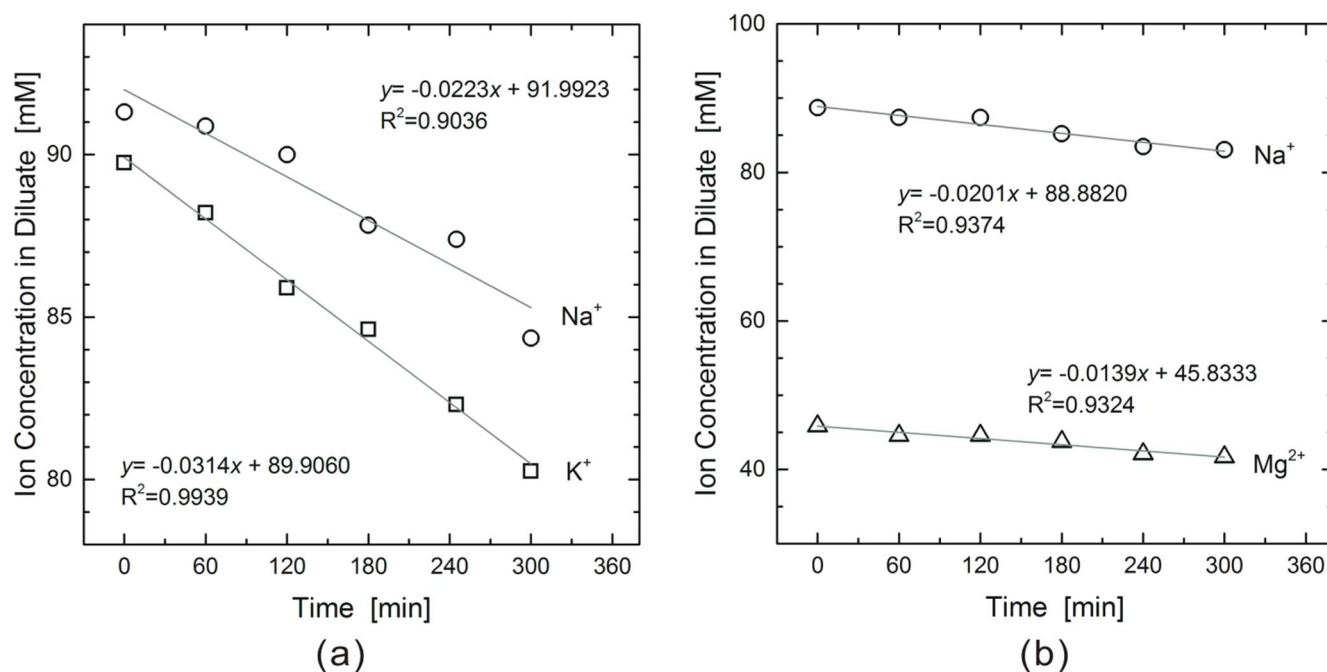 Ion Concentration in Diluate [mM]
90
85
80
y= -0.0223x + 91.9923
R²=0.9036
Na⁺
K⁺
y= -0.0314x + 89.9060
R²=0.9939
0 60 120 180 240 300 360
Time [min]
(a)
Ion Concentration in Diluate [mM]
100
80
60
40
Na⁺
y= -0.0201x + 88.8820
R²=0.9374
y= -0.0139x + 45.8333
R²=0.9324
Mg²⁺
0 60 120 180 240 300 360
Time [min]
(b)